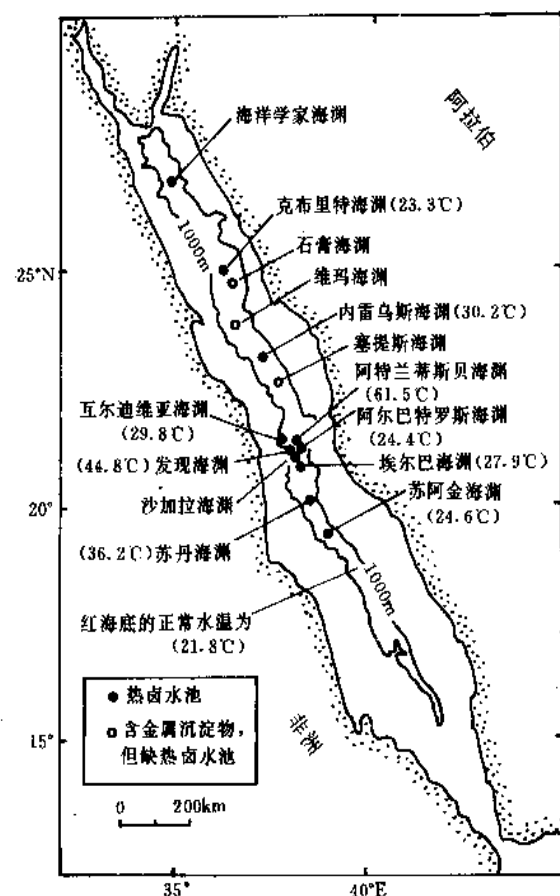 海洋学家海渊
阿拉伯
克布里特海渊(23.3℃)
石膏海渊
1000m
25°N
维玛海渊
内雷乌斯海渊(30.2℃)
塞提斯海渊
阿特兰蒂斯贝海渊
(61.5℃)
互尔迪维亚海渊
(29.8℃)
阿尔巴特罗斯海渊
(24.4℃)
(44.8℃)发现海渊
埃尔巴海渊(27.9℃)
沙加拉海渊
苏阿金海渊
(24.6℃)
20°
(36.2℃)苏丹海渊
1000m
红海底的正常水温为
(21.8℃)
热卤水池
含金属沉淀物,
但缺热卤水池
非洲
15°
0 200km
35° 40°E